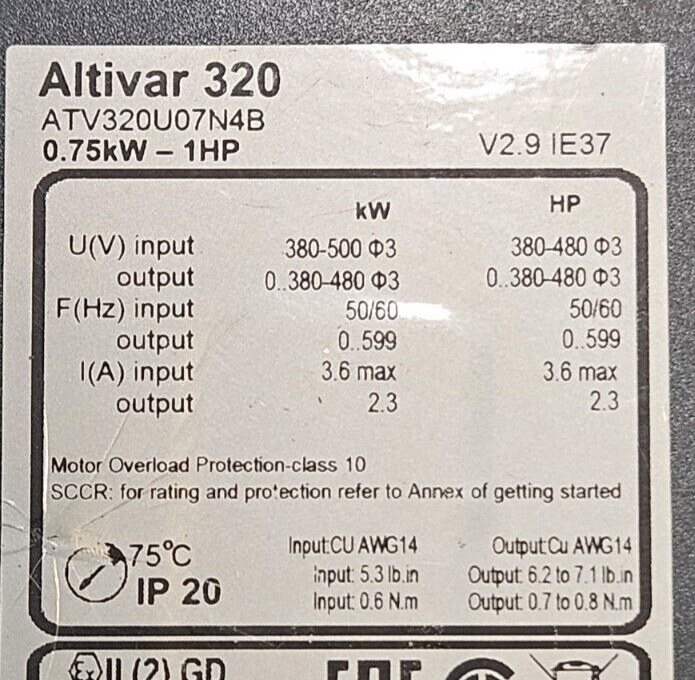 Altivar 320
ATV320U07N4B
0.75kW – 1HP V2.9 IE37
kW HP
U(V) input 380-500 Φ3 380-480 Φ3
output 0..380-480 Φ3 0..380-480 Φ3
F(Hz) input 50/60 50/60
output 0..599 0..599
I(A) input 3.6 max 3.6 max
output 2.3 2.3
Motor Overload Protection-class 10
SCCR: for rating and protection refer to Annex of getting started
75°C Input:CU AWG14 Output:Cu AWG14
Input: 5.3 lb.in Output: 6.2 to 7.1 lb.in
IP 20 Input: 0.6 N.m Output: 0.7 to 0.8 N.m
Ex II (2) GD EAC